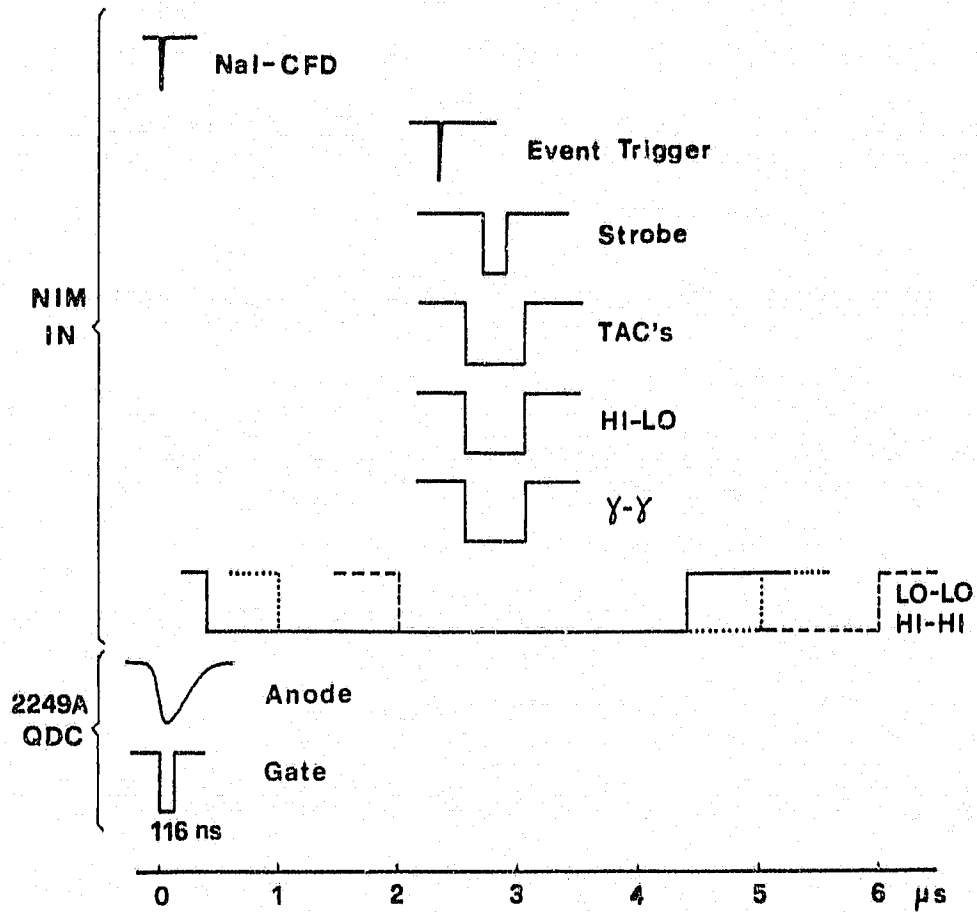 NaI-CFD
Event Trigger
Strobe
NIM
IN
TAC's
HI-LO
γ-γ
LO-LO
HI-HI
2249A
QDC
Anode
Gate
116 ns
0 1 2 3 4 5 6 μs